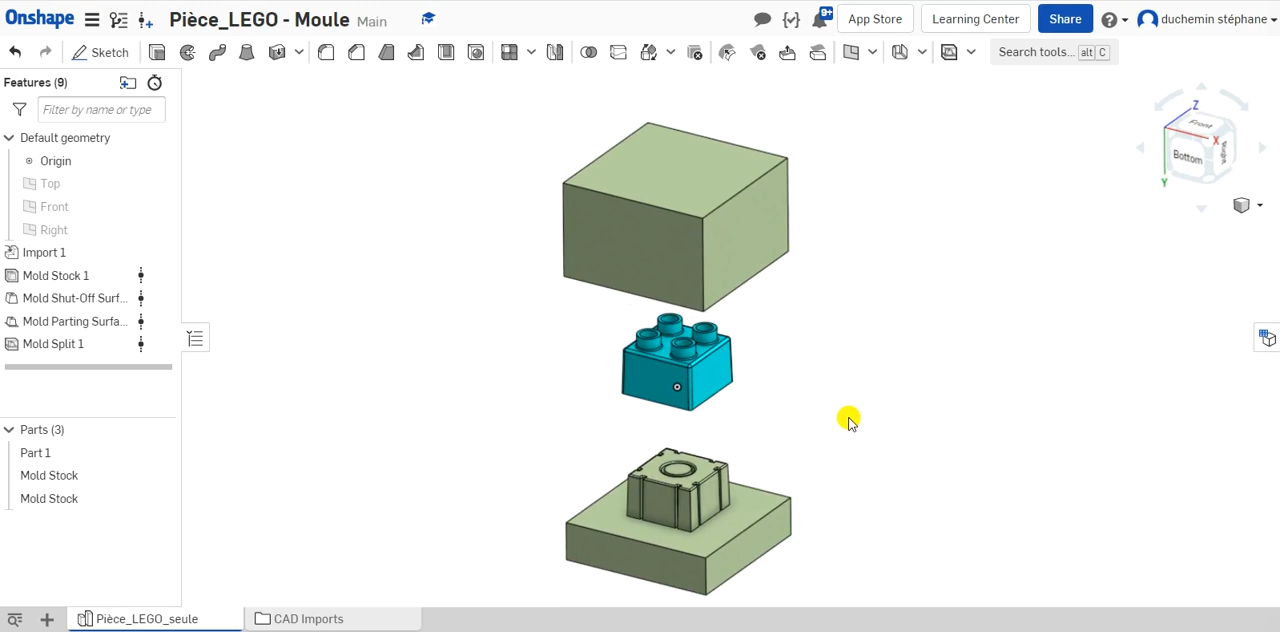 Onshape Pièce_LEGO - Moule Main 9+ App Store Learning Center Share ? duchemin stéphane
Sketch Search tools... alt C
Features (9)
Filter by name or type
Default geometry
Origin
Top
Front
Right
Import 1
Mold Stock 1
Mold Shut-Off Surf...
Mold Parting Surfa...
Mold Split 1
Parts (3)
Part 1
Mold Stock
Mold Stock
Z
Front
X
Bottom
Right
Y
Pièce_LEGO_seule CAD Imports